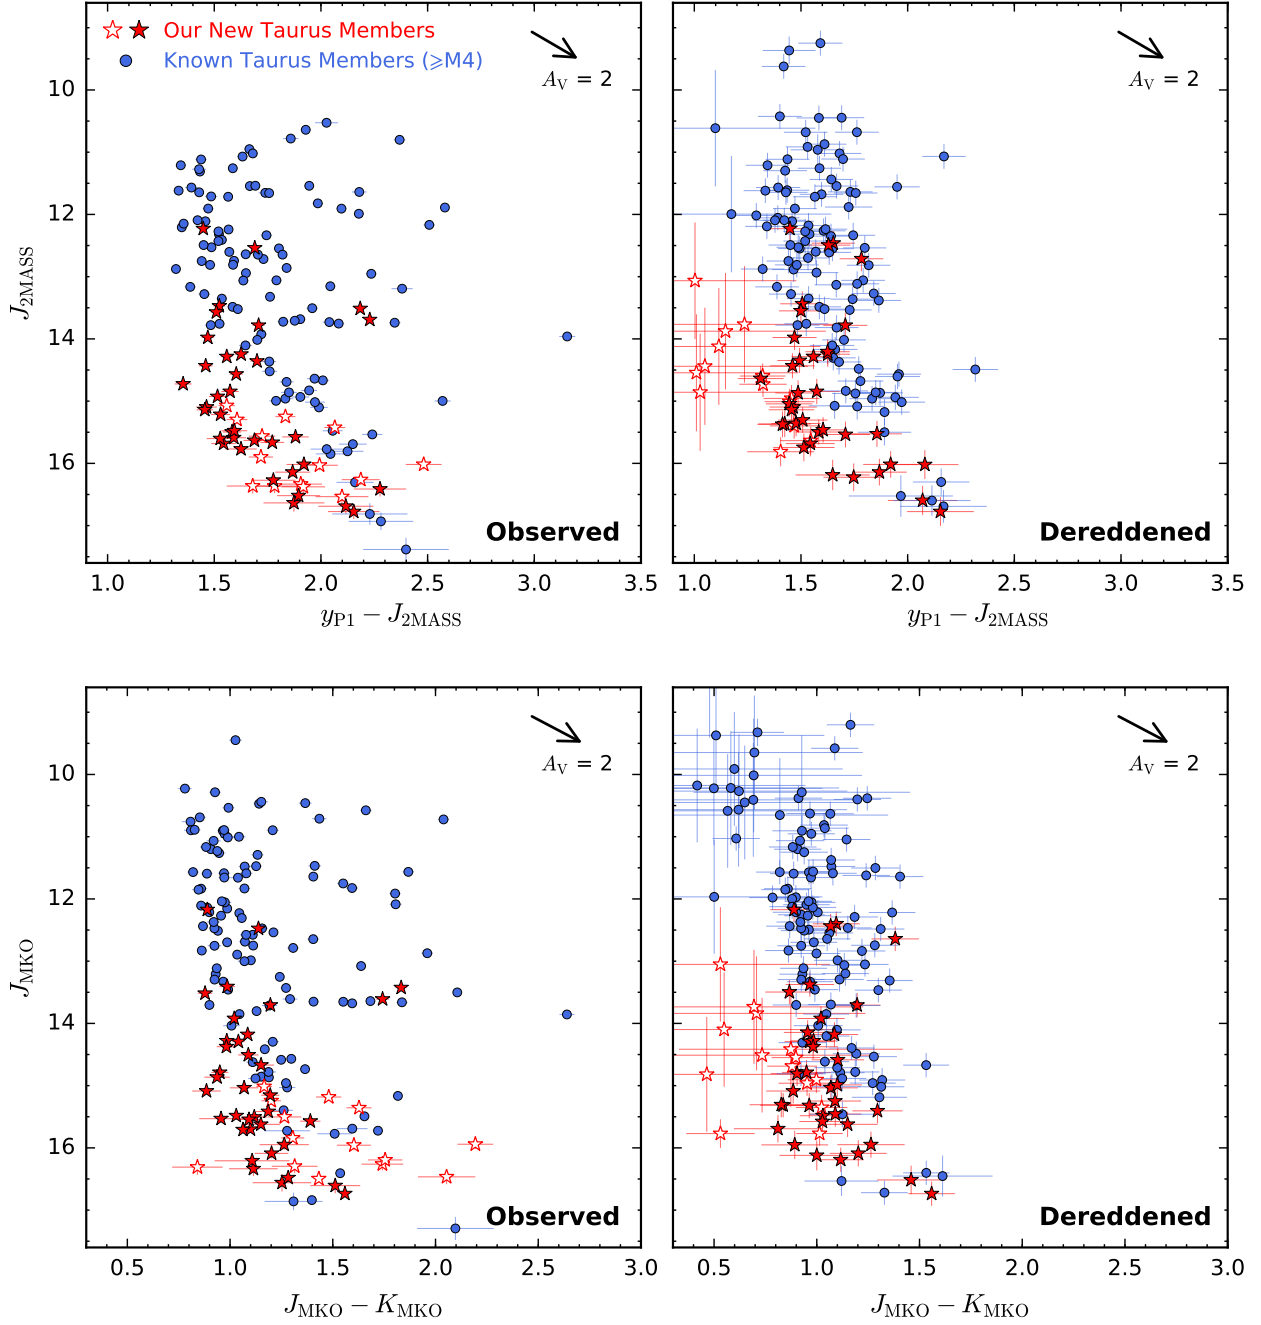 Our New Taurus Members
Known Taurus Members (⩾M4)
A_V = 2
A_V = 2
10
12
14
16
J_2MASS
Observed
Dereddened
1.0 1.5 2.0 2.5 3.0 3.5
1.0 1.5 2.0 2.5 3.0 3.5
y_P1 − J_2MASS
y_P1 − J_2MASS
A_V = 2
A_V = 2
10
12
14
16
J_MKO
Observed
Dereddened
0.5 1.0 1.5 2.0 2.5 3.0
0.5 1.0 1.5 2.0 2.5 3.0
J_MKO − K_MKO
J_MKO − K_MKO